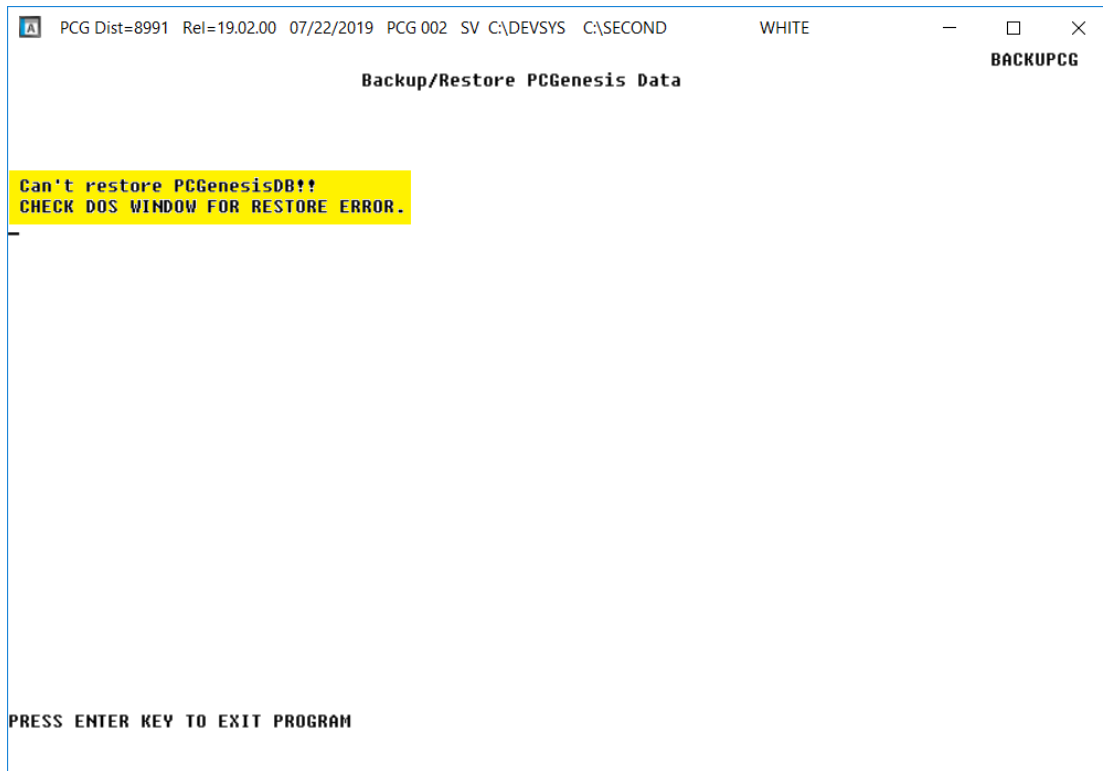 PCG Dist=8991 Rel=19.02.00 07/22/2019 PCG 002 SV C:\DEVSYS C:\SECOND WHITE
BACKUPCG
Backup/Restore PCGenesis Data
Can't restore PCGenesisDB!!
CHECK DOS WINDOW FOR RESTORE ERROR.
PRESS ENTER KEY TO EXIT PROGRAM